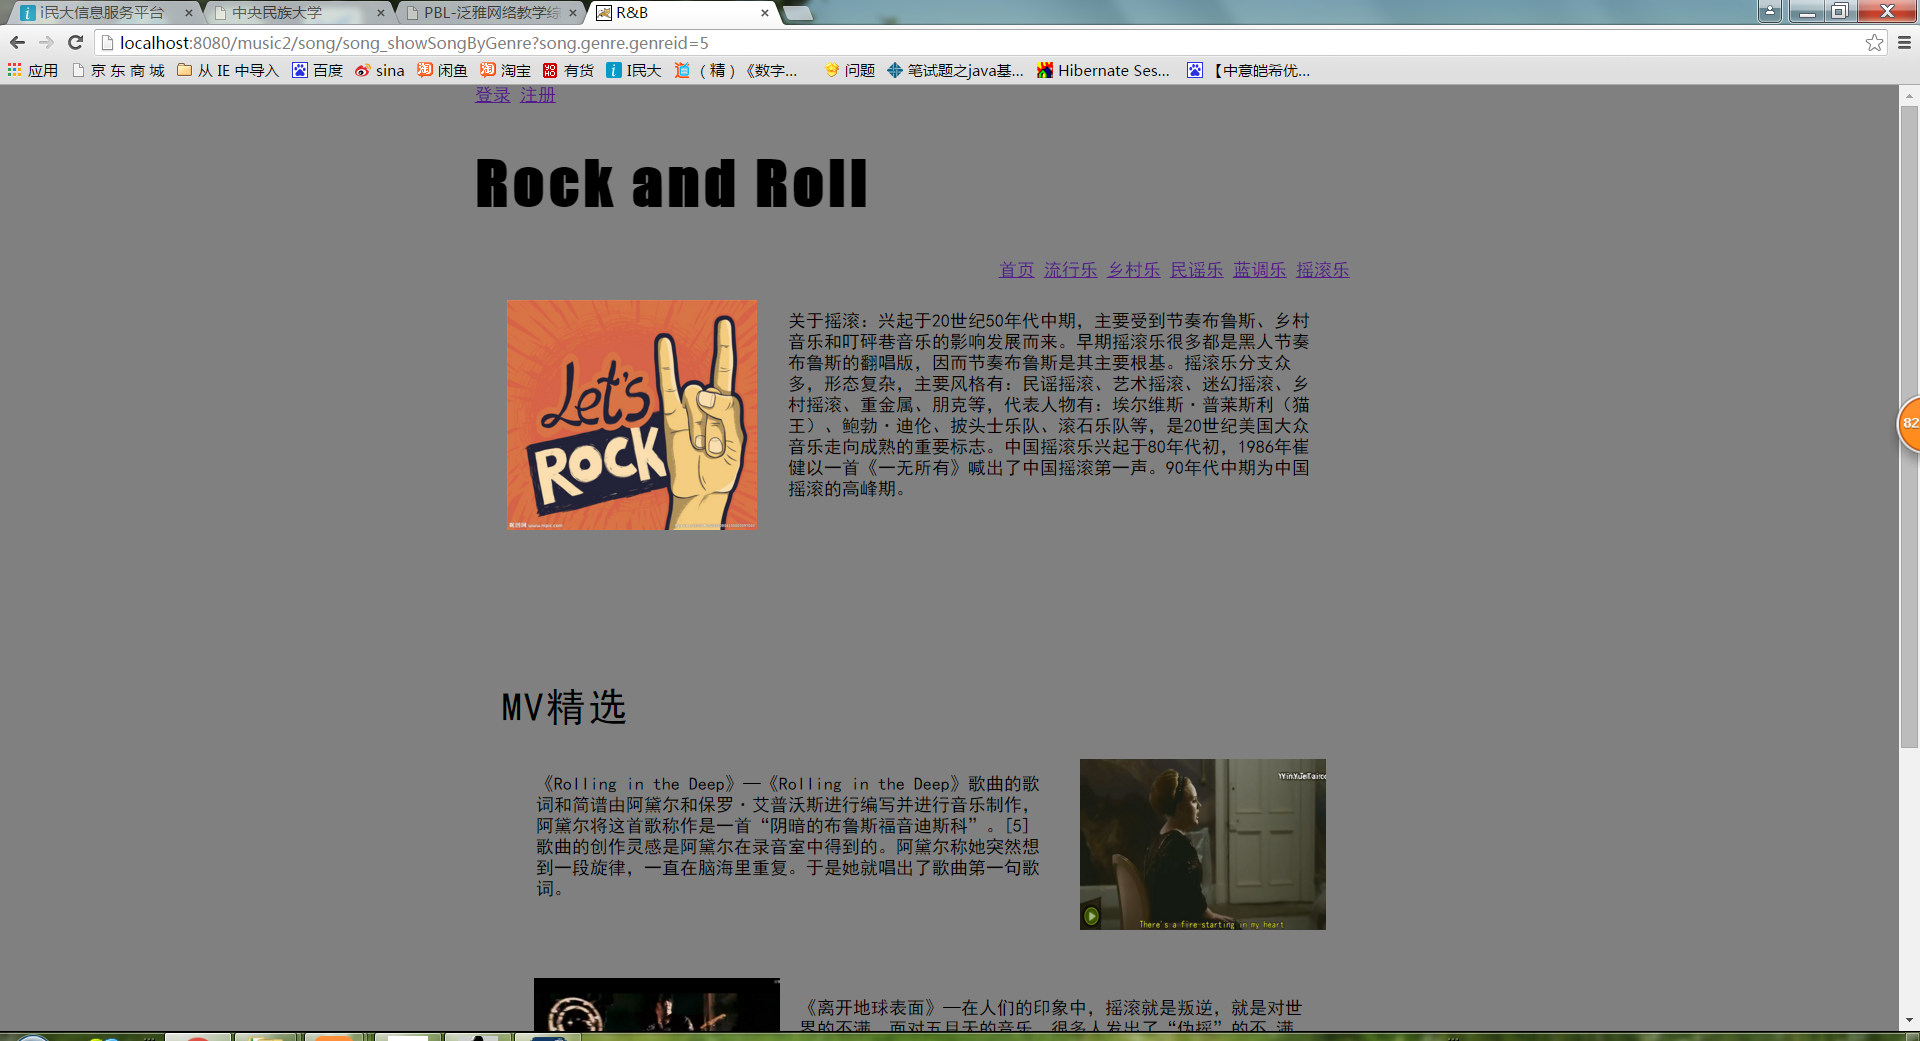 i民大信息服务平台
中央民族大学
PBL-泛雅网络教学综
R&B
localhost:8080/music2/song/song_showSongByGenre?song.genre.genreid=5
应用 京东商城 从 IE 中导入 百度 sina 闲鱼 淘宝 有货 I民大 （精）《数字... 问题 笔试题之java基... Hibernate Ses... 【中意皑希优...
登录 注册
Rock and Roll
首页 流行乐 乡村乐 民谣乐 蓝调乐 摇滚乐
Let's
ROCK
关于摇滚：兴起于20世纪50年代中期，主要受到节奏布鲁斯、乡村
音乐和叮砰巷音乐的影响发展而来。早期摇滚乐很多都是黑人节奏
布鲁斯的翻唱版，因而节奏布鲁斯是其主要根基。摇滚乐分支众
多，形态复杂，主要风格有：民谣摇滚、艺术摇滚、迷幻摇滚、乡
村摇滚、重金属、朋克等，代表人物有：埃尔维斯·普莱斯利（猫
王）、鲍勃·迪伦、披头士乐队、滚石乐队等，是20世纪美国大众
音乐走向成熟的重要标志。中国摇滚乐兴起于80年代初，1986年崔
健以一首《一无所有》喊出了中国摇滚第一声。90年代中期为中国
摇滚的高峰期。
82
MV精选
《Rolling in the Deep》—《Rolling in the Deep》歌曲的歌
词和简谱由阿黛尔和保罗·艾普沃斯进行编写并进行音乐制作，
阿黛尔将这首歌称作是一首“阴暗的布鲁斯福音迪斯科”。[5]
歌曲的创作灵感是阿黛尔在录音室中得到的。阿黛尔称她突然想
到一段旋律，一直在脑海里重复。于是她就唱出了歌曲第一句歌
词。
There's a fire starting in my heart
《离开地球表面》—在人们的印象中，摇滚就是叛逆，就是对世
界的不满。面对五月天的音乐，很多人发出了“伪摇”的不 满